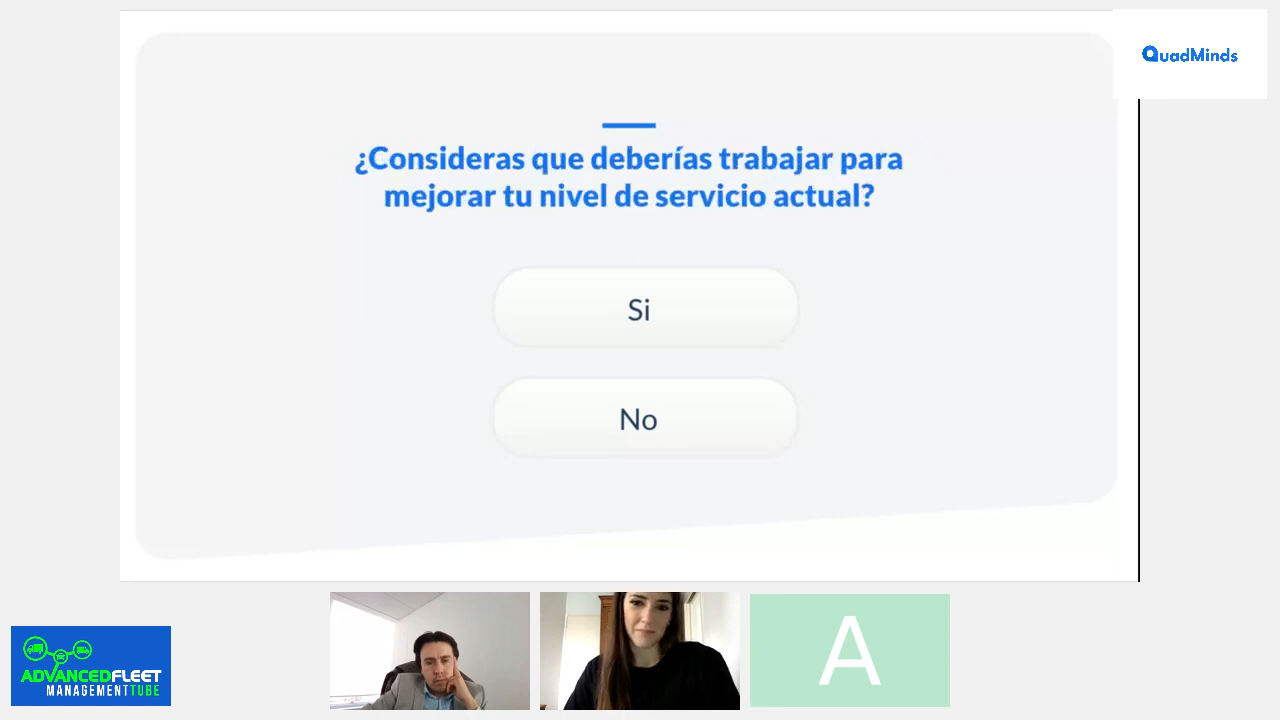 QuadMinds
¿Consideras que deberías trabajar para
mejorar tu nivel de servicio actual?
Si
No
ADVANCEDFLEET
MANAGEMENTTUBE
A